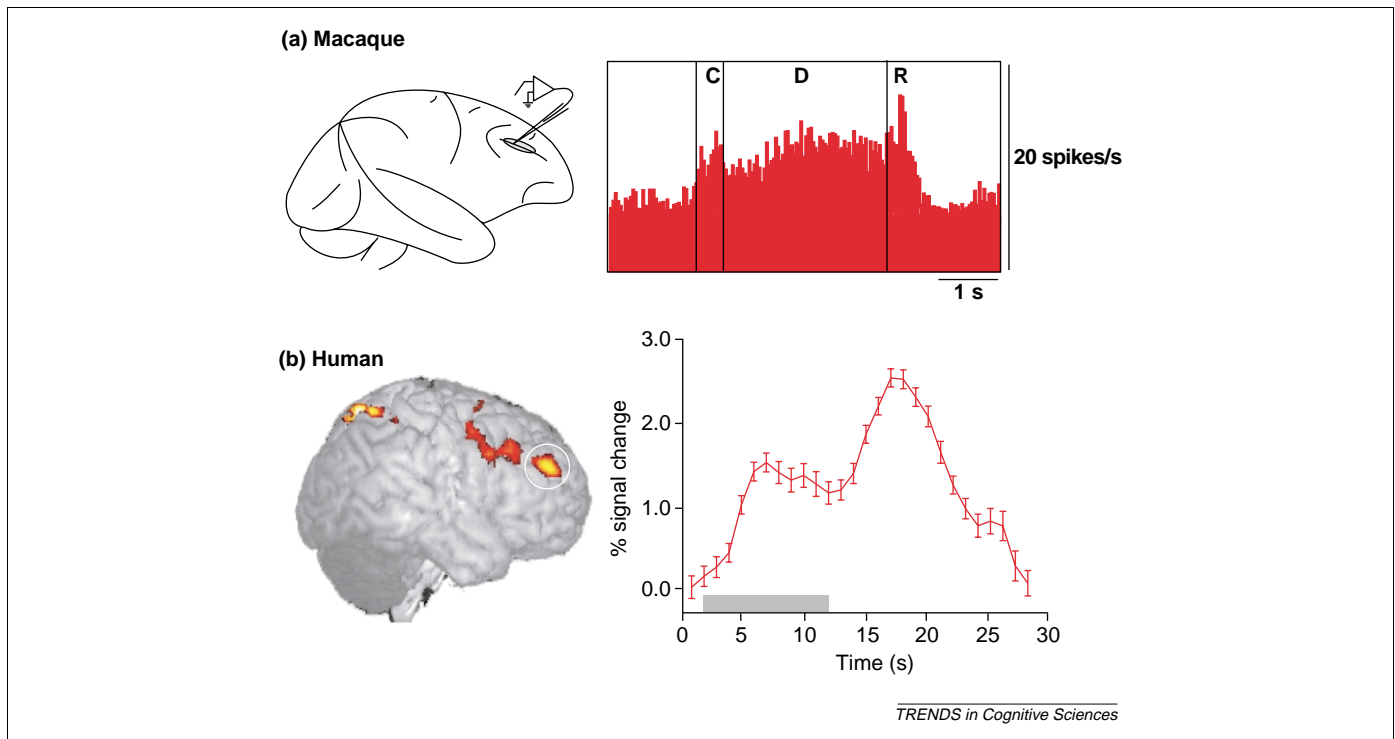 (a) Macaque
C D R
20 spikes/s
1 s
(b) Human
% signal change
3.0
2.0
1.0
0.0
0 5 10 15 20 25 30
Time (s)
TRENDS in Cognitive Sciences